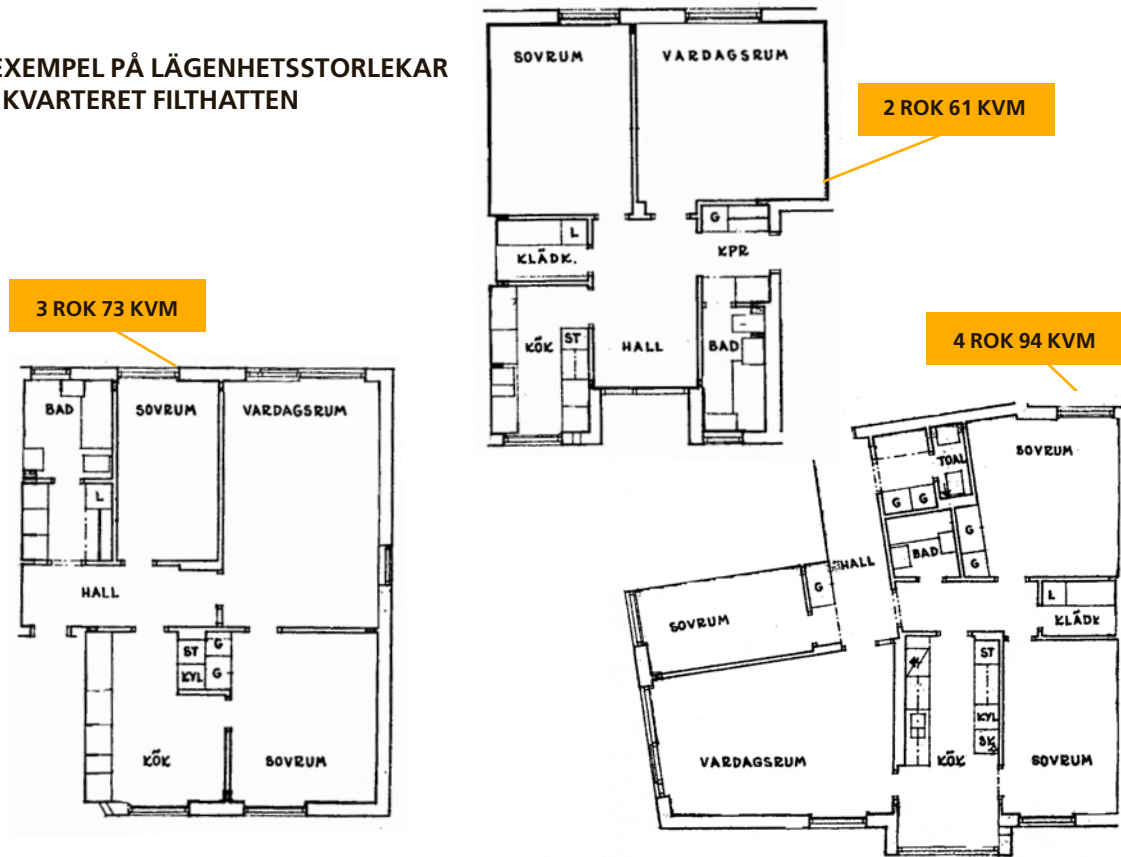 EXEMPEL PÅ LÄGENHETSSTORLEKAR
KVARTERET FILTHATTEN
2 ROK 61 KVM
SOVRUM
VARDAGSRUM
G
L
KLÄDK.
KPR
KÖK
ST
HALL
BAD
3 ROK 73 KVM
BAD
SOVRUM
VARDAGSRUM
L
HALL
ST
G
KYL
G
KÖK
SOVRUM
4 ROK 94 KVM
TOAL
SOVRUM
G
G
G
BAD
G
HALL
G
L
KLÄDK
SOVRUM
ST
KYL
SK
VARDAGSRUM
KÖK
SOVRUM